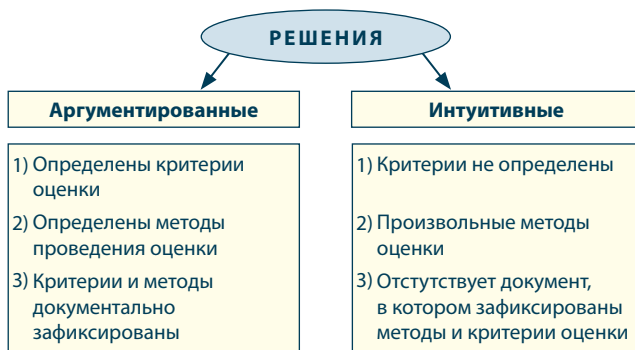 РЕШЕНИЯ
Аргументированные
1) Определены критерии
оценки
2) Определены методы
проведения оценки
3) Критерии и методы
документально
зафиксированы
Интуитивные
1) Критерии не определены
2) Произвольные методы
оценки
3) Отстутствует документ,
в котором зафиксированы
методы и критерии оценки